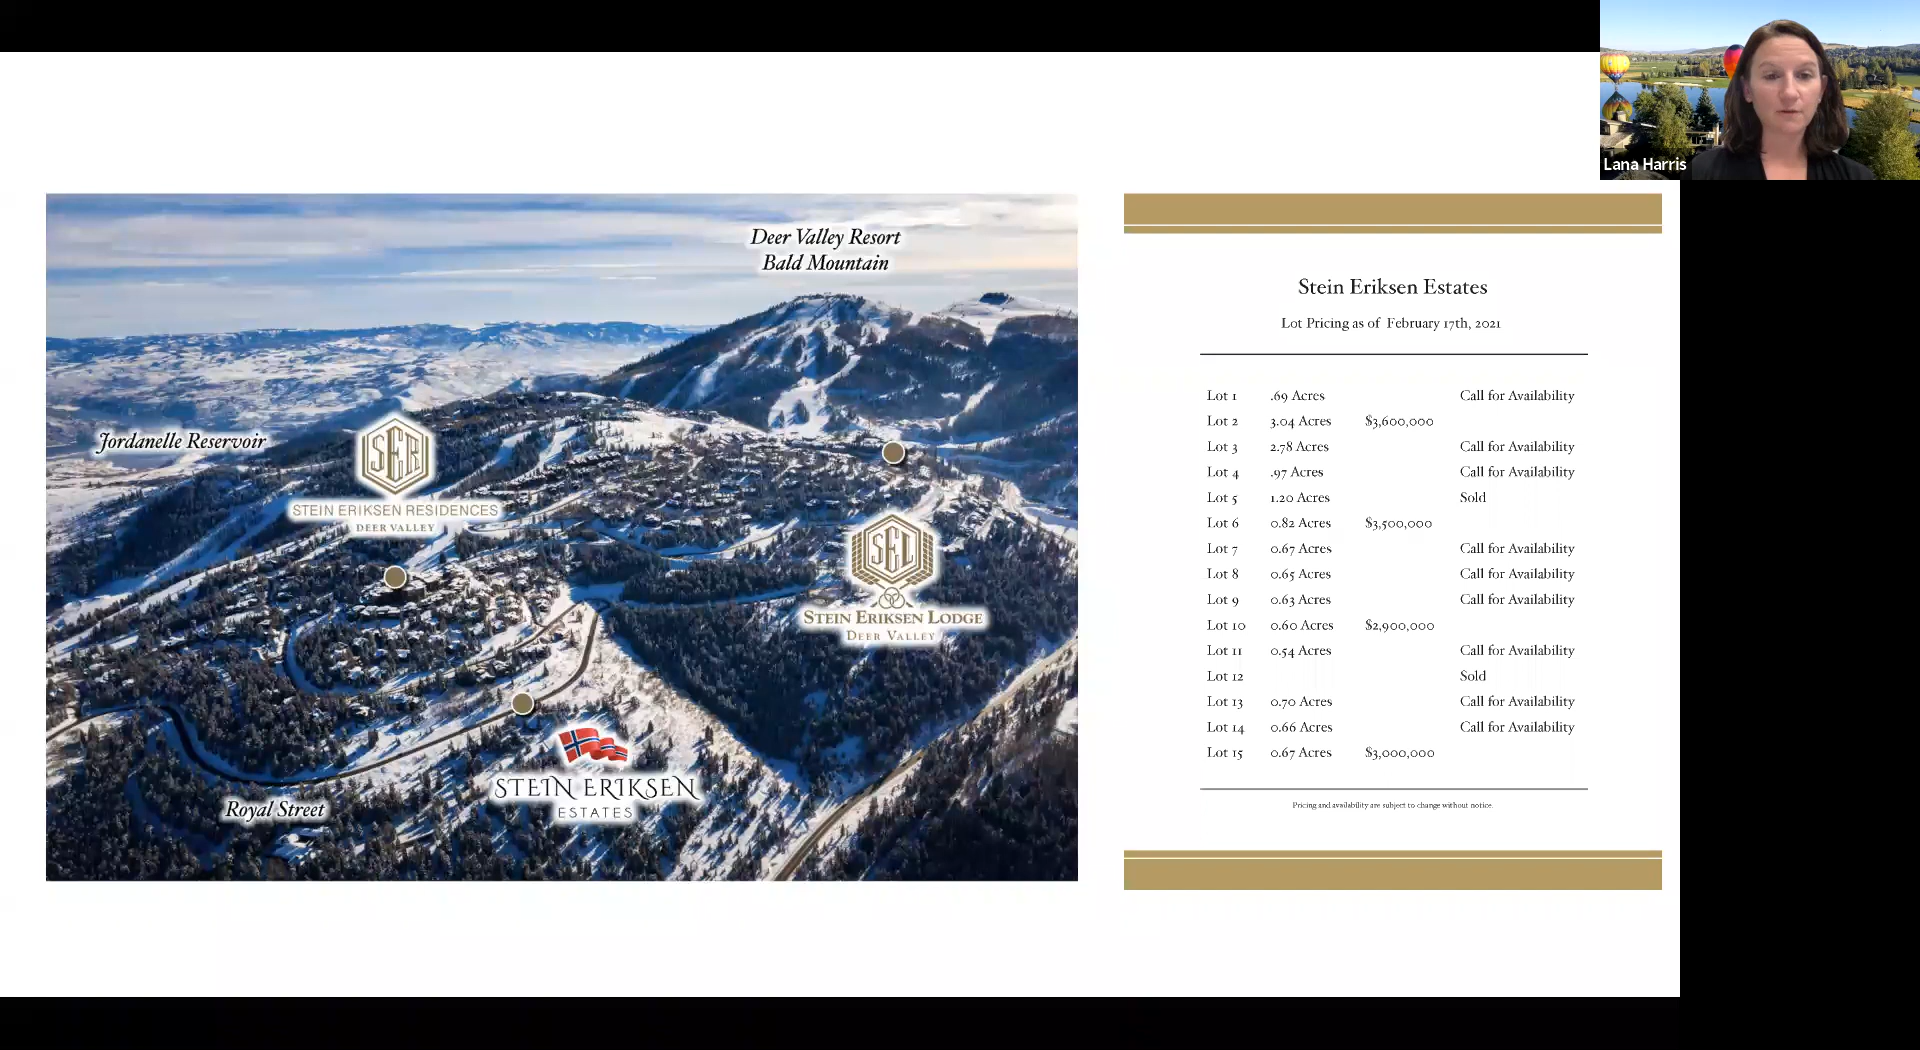 Lana Harris
Deer Valley Resort
Bald Mountain
Jordanelle Reservoir
SER
STEIN ERIKSEN RESIDENCES
DEER VALLEY
SEL
STEIN ERIKSEN LODGE
DEER VALLEY
STEIN ERIKSEN
ESTATES
Royal Street
Stein Eriksen Estates
Lot Pricing as of February 17th, 2021
Lot 1 .69 Acres Call for Availability
Lot 2 3.04 Acres $3,600,000
Lot 3 2.78 Acres Call for Availability
Lot 4 .97 Acres Call for Availability
Lot 5 1.20 Acres Sold
Lot 6 0.82 Acres $3,500,000
Lot 7 0.67 Acres Call for Availability
Lot 8 0.65 Acres Call for Availability
Lot 9 0.63 Acres Call for Availability
Lot 10 0.60 Acres $2,900,000
Lot 11 0.54 Acres Call for Availability
Lot 12 Sold
Lot 13 0.70 Acres Call for Availability
Lot 14 0.66 Acres Call for Availability
Lot 15 0.67 Acres $3,000,000
Pricing and availability are subject to change without notice.